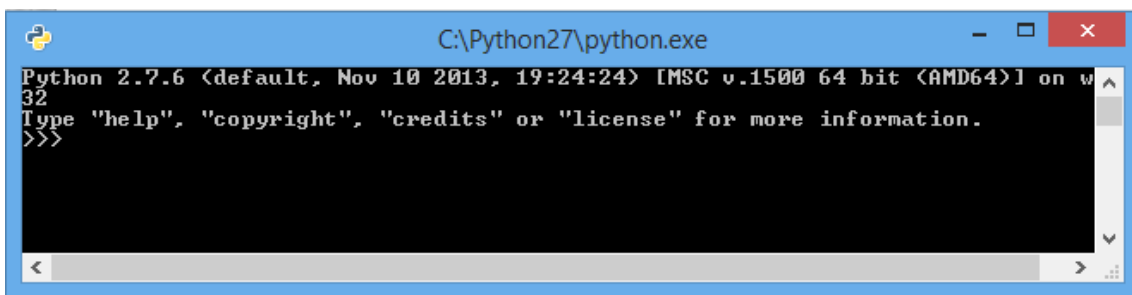 C:\Python27\python.exe
Python 2.7.6 (default, Nov 10 2013, 19:24:24) [MSC v.1500 64 bit (AMD64)] on w
32
Type "help", "copyright", "credits" or "license" for more information.
>>>